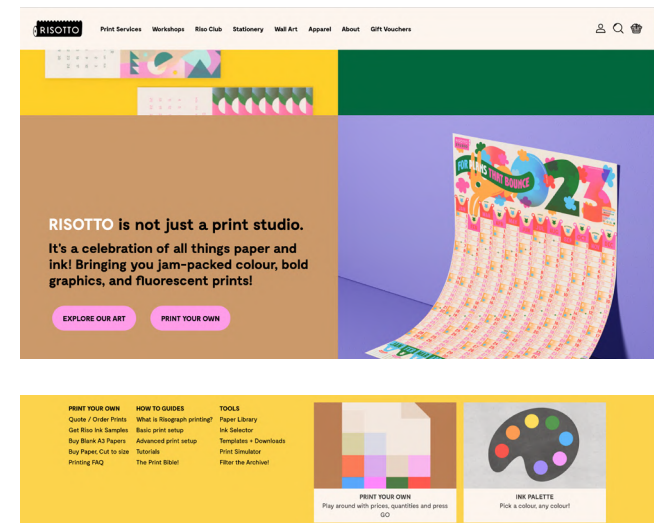 RISOTTO
Print Services Workshops Riso Club Stationery Wall Art Apparel About Gift Vouchers
RISOTTO is not just a print studio.
It's a celebration of all things paper and
ink! Bringing you jam-packed colour, bold
graphics, and fluorescent prints!
EXPLORE OUR ART PRINT YOUR OWN
FOR PLANS THAT BOUNCE
2023
PRINT YOUR OWN
Quote / Order Prints
Get Riso Ink Samples
Buy Blank A3 Papers
Buy Paper, Cut to size
Printing FAQ
HOW TO GUIDES
What is Risograph printing?
Basic print setup
Advanced print setup
Tutorials
The Print Bible!
TOOLS
Paper Library
Ink Selector
Templates + Downloads
Print Simulator
Filter the Archive!
PRINT YOUR OWN
Play around with prices, quantities and press
GO
INK PALETTE
Pick a colour, any colour!